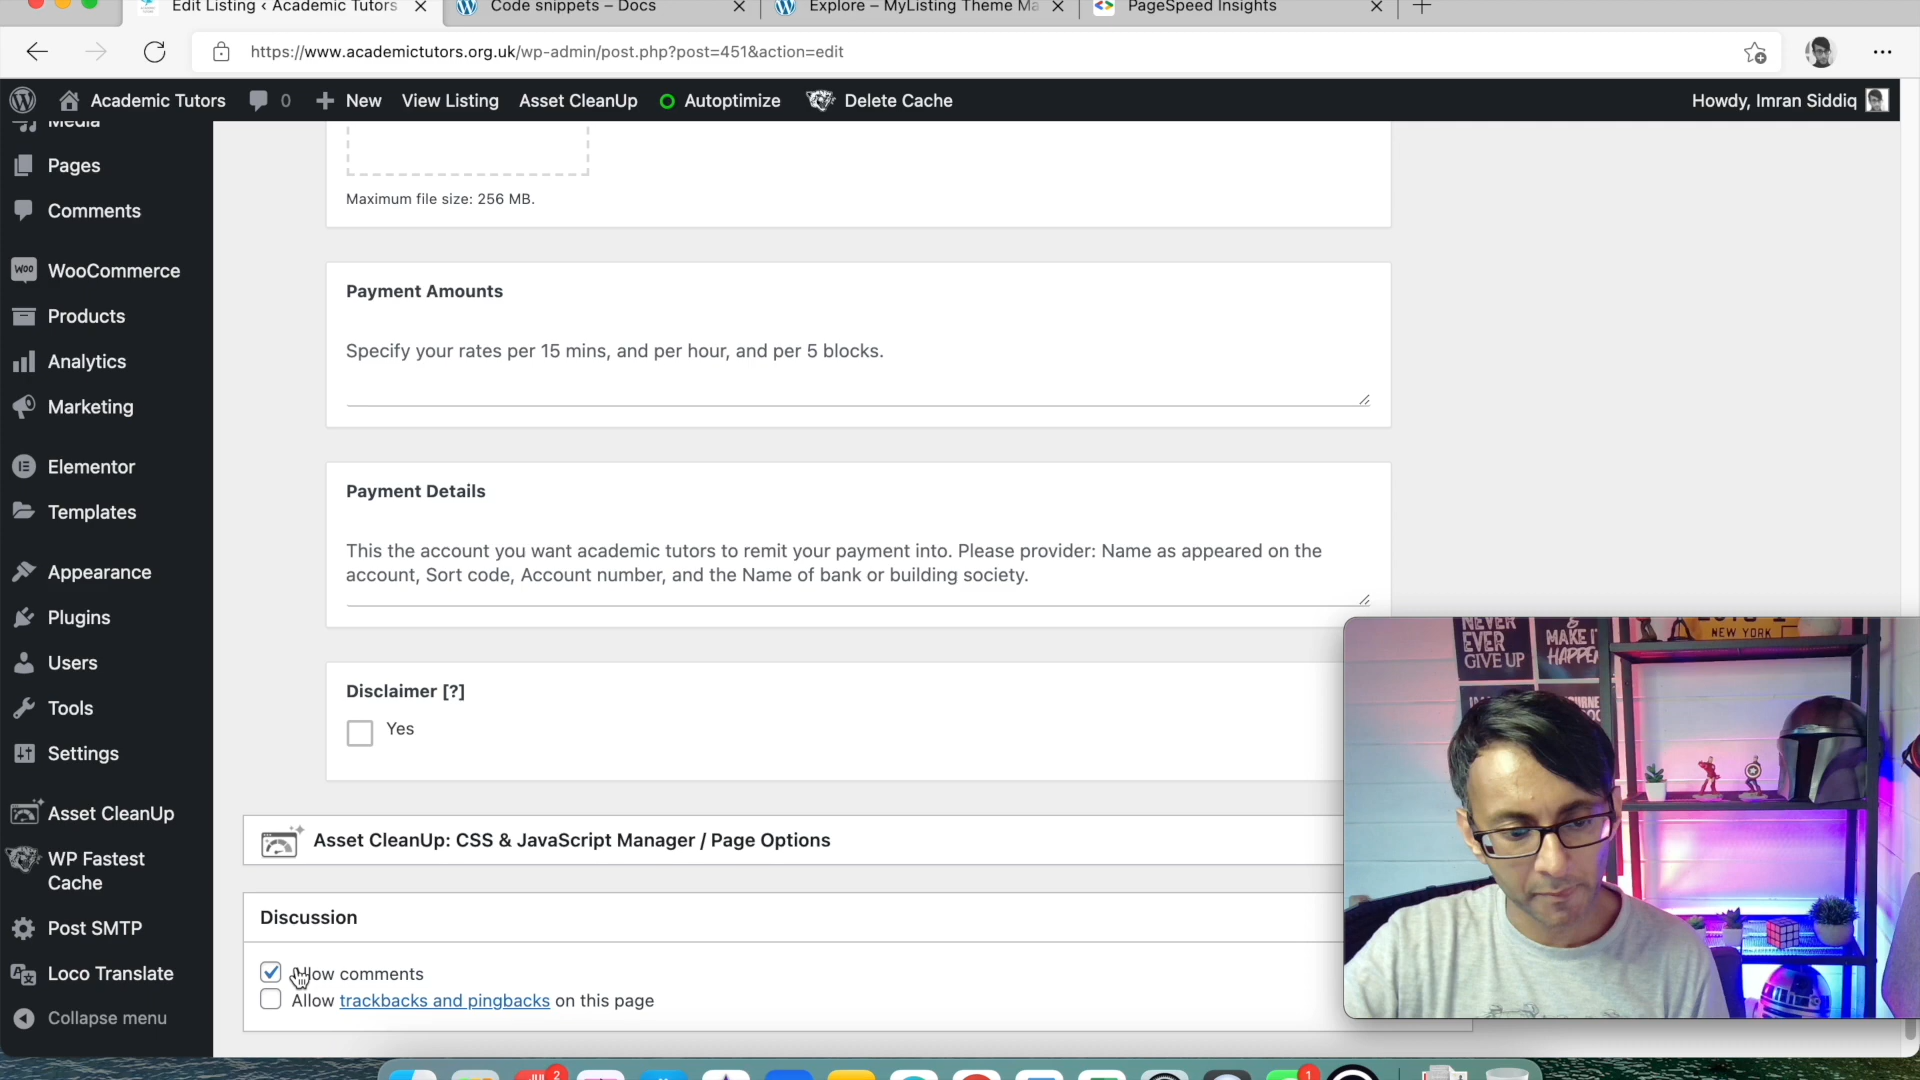 Edit Listing ‹ Academic Tutors
Code snippets – Docs
Explore – MyListing Theme Ma
PageSpeed Insights
https://www.academictutors.org.uk/wp-admin/post.php?post=451&action=edit
Academic Tutors
0
New
View Listing
Asset CleanUp
Autoptimize
Delete Cache
Howdy, Imran Siddiq
Media
Pages
Comments
WooCommerce
Products
Analytics
Marketing
Elementor
Templates
Appearance
Plugins
Users
Tools
Settings
Asset CleanUp
WP Fastest
Cache
Post SMTP
Loco Translate
Collapse menu
Maximum file size: 256 MB.
Payment Amounts
Specify your rates per 15 mins, and per hour, and per 5 blocks.
Payment Details
This the account you want academic tutors to remit your payment into. Please provider: Name as appeared on the
account, Sort code, Account number, and the Name of bank or building society.
Disclaimer [?]
Yes
Asset CleanUp: CSS & JavaScript Manager / Page Options
Discussion
Allow comments
Allow trackbacks and pingbacks on this page
NEVER
EVER
GIVE UP
&
MAKE IT
HAPPEN
NEW YORK
2
1